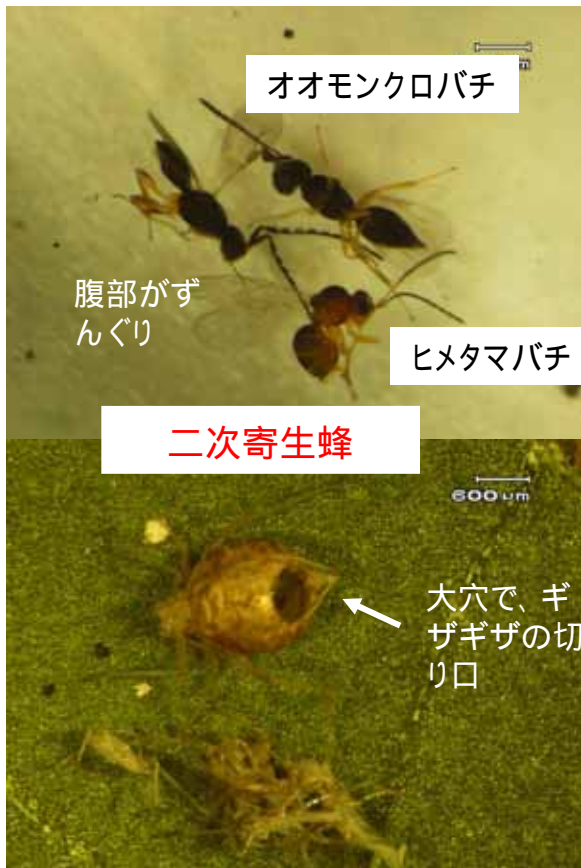 オオモンクロバチ
腹部がず
んぐり
ヒメタマバチ
二次寄生蜂
600μm
大穴で、ギ
ザギザの切
り口